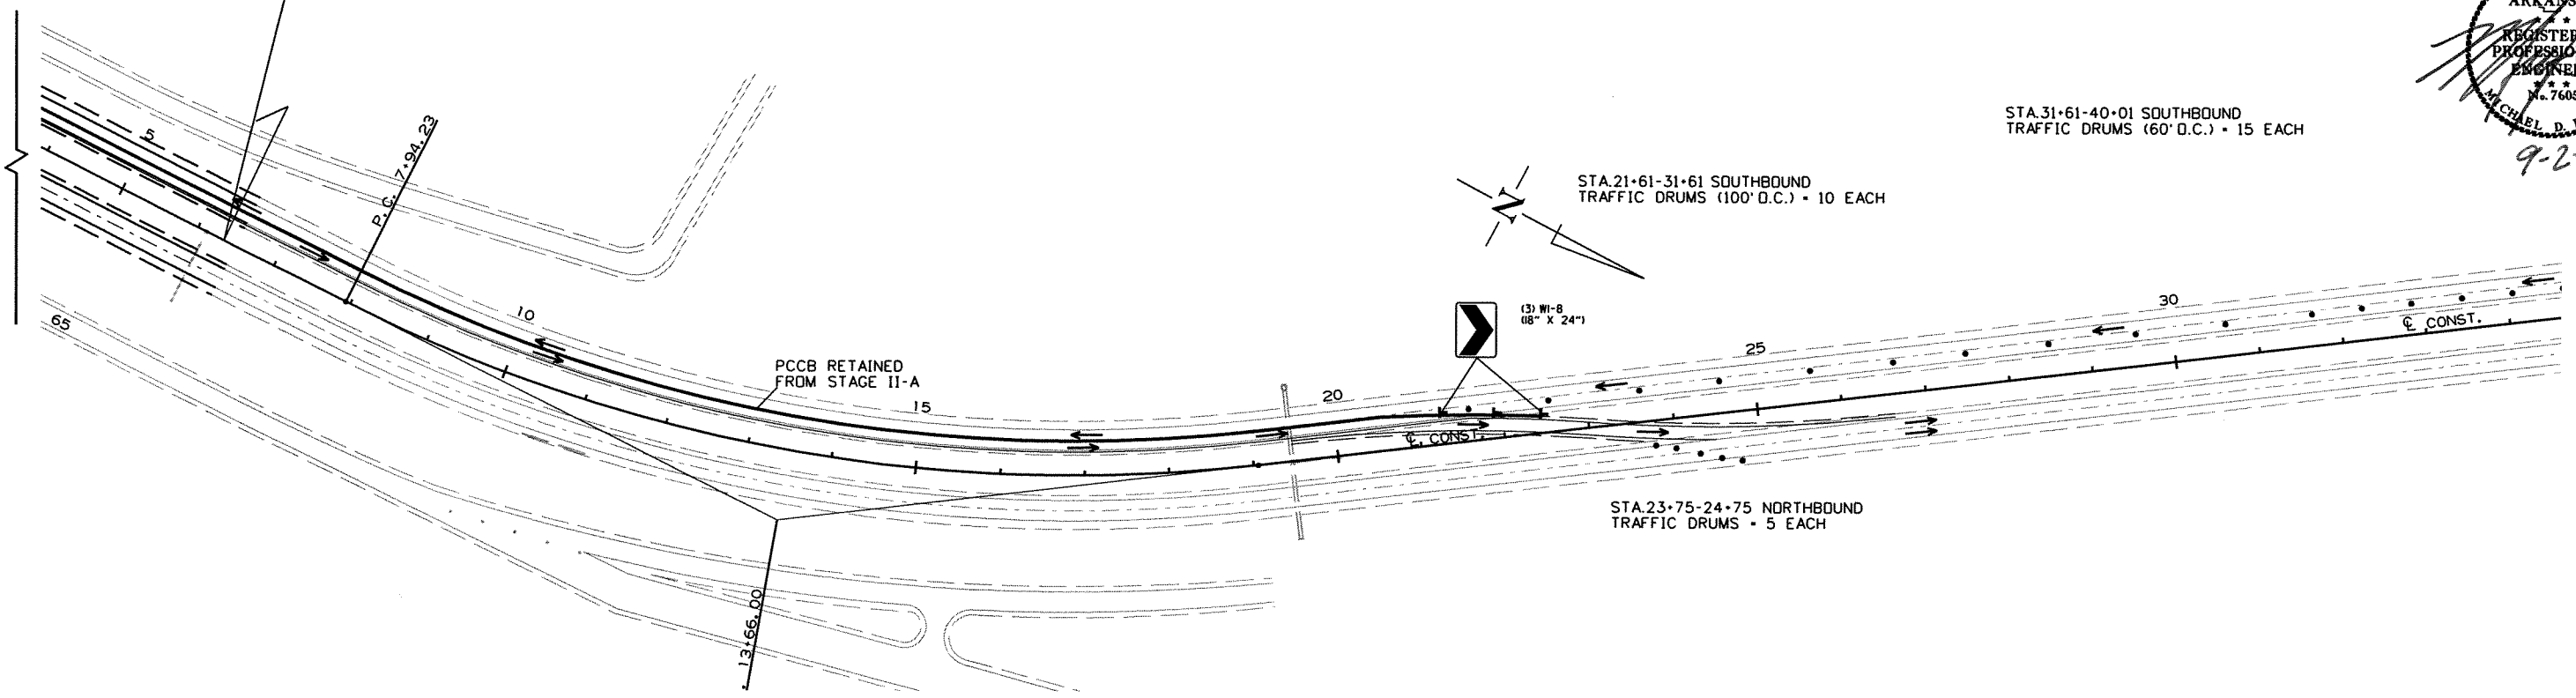 ARKANS
★ ★ ★
REGISTER
PROFESSIO
ENGINE
★ ★ ★
No. 7605
MICHAEL D.
9-2
STA.31+61-40+01 SOUTHBOUND
TRAFFIC DRUMS (60' O.C.) = 15 EACH
STA.21+61-31+61 SOUTHBOUND
TRAFFIC DRUMS (100' O.C.) = 10 EACH
N
5
P.C. 7+94.23
65
10
PCCB RETAINED
FROM STAGE II-A
15
20
(3) W1-8
(18" X 24")
25
30
℄ CONST.
℄ CONST.
STA.23+75-24+75 NORTHBOUND
TRAFFIC DRUMS = 5 EACH
13+66.00